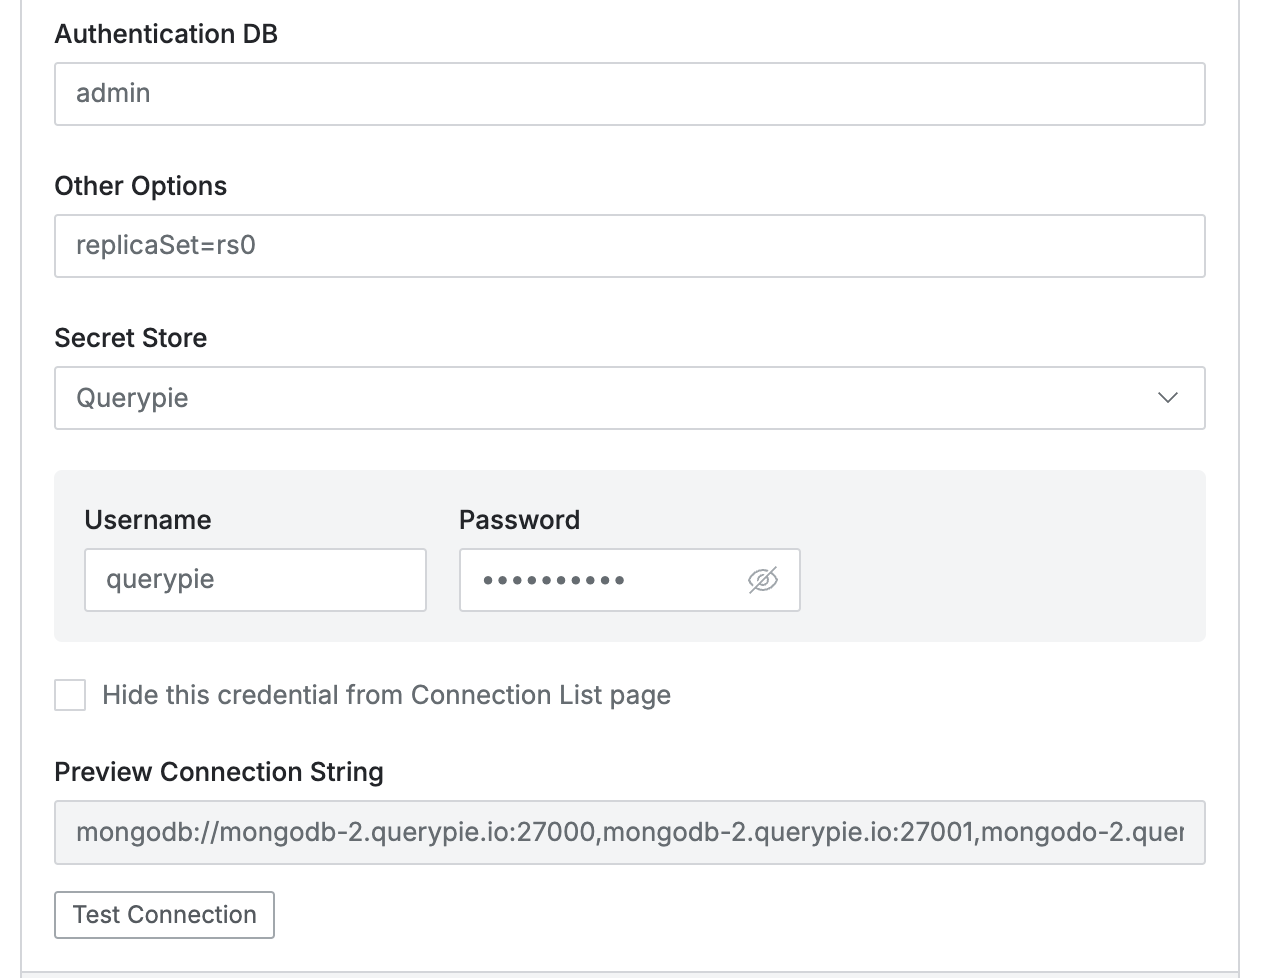 Authentication DB
admin
Other Options
replicaSet=rs0
Secret Store
Querypie
Username
Password
querypie
••••••••••
Hide this credential from Connection List page
Preview Connection String
mongodb://mongodb-2.querypie.io:27000,mongodb-2.querypie.io:27001,mongodo-2.quer
Test Connection